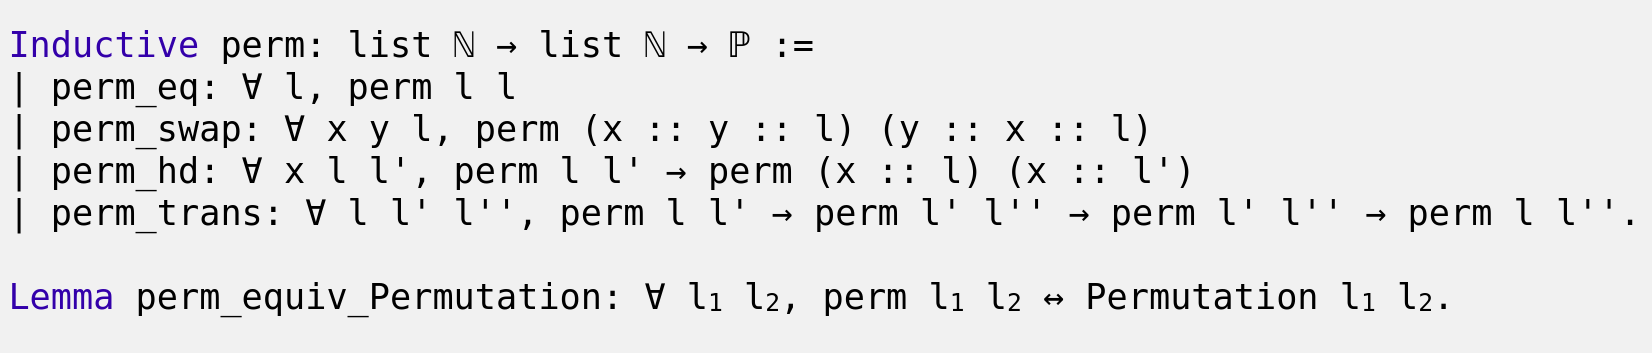 Inductive perm: list ℕ → list ℕ → ℙ :=
| perm_eq: ∀ l, perm l l
| perm_swap: ∀ x y l, perm (x :: y :: l) (y :: x :: l)
| perm_hd: ∀ x l l', perm l l' → perm (x :: l) (x :: l')
| perm_trans: ∀ l l' l'', perm l l' → perm l' l'' → perm l' l'' → perm l l''.
Lemma perm_equiv_Permutation: ∀ l₁ l₂, perm l₁ l₂ ↔ Permutation l₁ l₂.